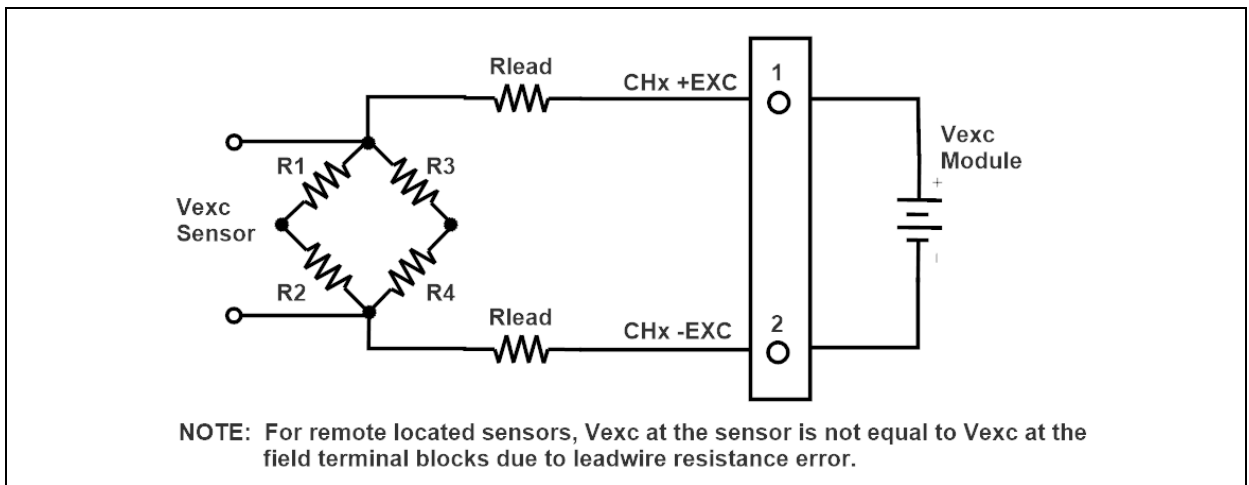 Rlead
CHx +EXC
1
Vexc
Module
+
R1
R3
Vexc
Sensor
R2
R4
-
Rlead
CHx -EXC
2
NOTE: For remote located sensors, Vexc at the sensor is not equal to Vexc at the
field terminal blocks due to leadwire resistance error.